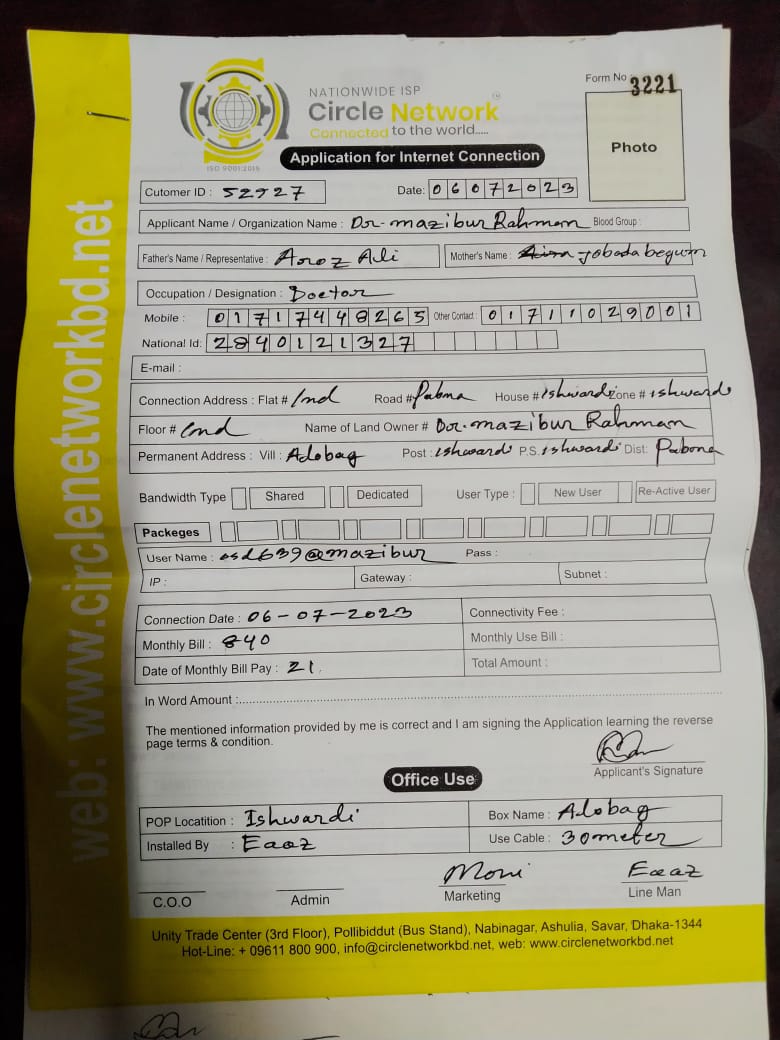 web: www.circlenetworkbd.net
NATIONWIDE ISP
Circle Network
Connected to the world.....
ISO 9001:2015
Form No 3221
Photo
Application for Internet Connection
Cutomer ID : 52927 Date: 06072023
Applicant Name / Organization Name : Dr. mazibur Rahman Blood Group :
Father's Name / Representative : Aroz Ali Mother's Name : jobada begum
Occupation / Designation : Doctor
Mobile : 01717448265 Other Contact : 01711029001
National Id: 2840121327
E-mail :
Connection Address : Flat # Road # Pabna House # ishwardi Zone # ishwardi
Floor # Name of Land Owner # Dr. mazibur Rahman
Permanent Address : Vill : Alobag Post : ishwardi P.S. ishwardi Dist: Pabona
Bandwidth Type Shared Dedicated User Type : New User Re-Active User
Packeges
User Name : osd639@mazibur Pass :
IP : Gateway : Subnet :
Connection Date : 06-07-2023 Connectivity Fee :
Monthly Bill : 840 Monthly Use Bill :
Date of Monthly Bill Pay : 21. Total Amount :
In Word Amount :
The mentioned information provided by me is correct and I am signing the Application learning the reverse
page terms & condition.
Applicant's Signature
Office Use
POP Locatition : Ishwardi Box Name : Alobag
Installed By : Use Cable : 30meter
Moni
C.O.O Admin Marketing Line Man
Unity Trade Center (3rd Floor), Pollibiddut (Bus Stand), Nabinagar, Ashulia, Savar, Dhaka-1344
Hot-Line: + 09611 800 900, info@circlenetworkbd.net, web: www.circlenetworkbd.net